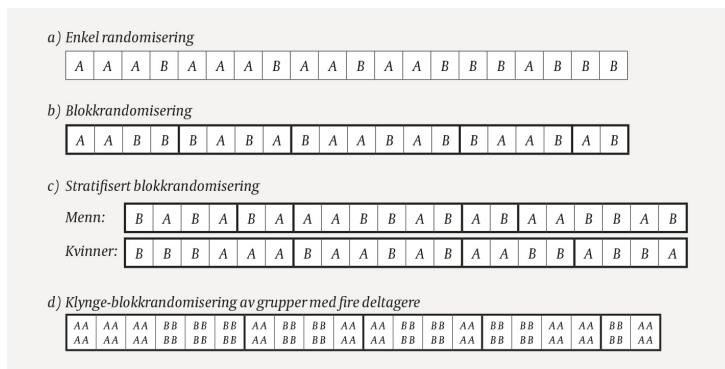 a) Enkel randomisering
A A A B A A A B A A B A A B B B A B B B
b) Blokkrandomisering
A A B B B A B A B A A B A B B A A B A B
c) Stratifisert blokkrandomisering
Menn: B A B A B A A A B B A B A B A A B B A B
Kvinner: B B B A A A B A A B A B A A B B A B B A
d) Klynge-blokkrandomisering av grupper med fire deltagere
AA AA AA BB BB BB AA BB BB AA AA BB BB AA BB BB AA AA BB AA
AA AA AA BB BB BB AA BB BB AA AA BB BB AA BB BB AA AA BB AA